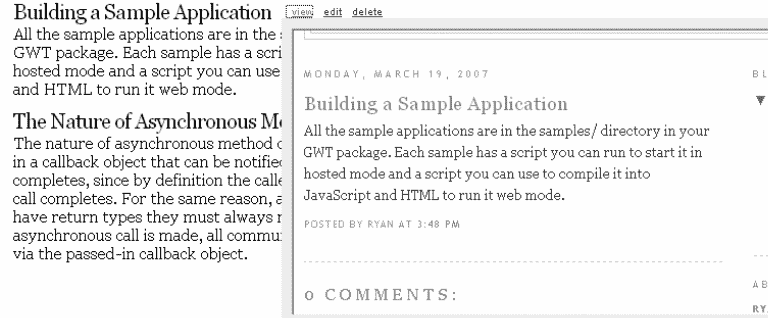 Building a Sample Application
All the sample applications are in the
GWT package. Each sample has a scri
hosted mode and a script you can use
and HTML to run it web mode.
The Nature of Asynchronous M
The nature of asynchronous method c
in a callback object that can be notifie
completes, since by definition the calle
call completes. For the same reason, a
have return types they must always r
asynchronous call is made, all commu
via the passed-in callback object.
view edit delete
MONDAY, MARCH 19, 2007
Building a Sample Application
All the sample applications are in the samples/ directory in your
GWT package. Each sample has a script you can run to start it in
hosted mode and a script you can use to compile it into
JavaScript and HTML to run it web mode.
POSTED BY RYAN AT 3:48 PM
0 COMMENTS:
BL
▼
AB
RY